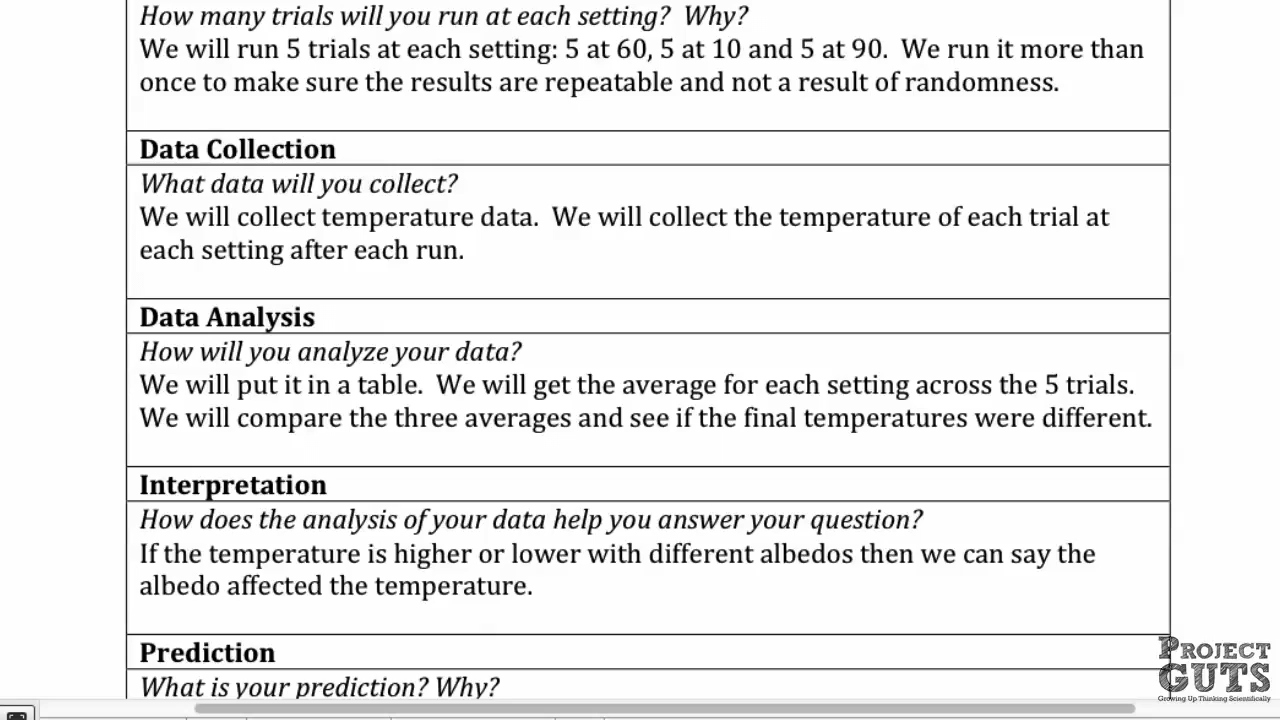 How many trials will you run at each setting?  Why?
We will run 5 trials at each setting: 5 at 60, 5 at 10 and 5 at 90.  We run it more than
once to make sure the results are repeatable and not a result of randomness.
Data Collection
What data will you collect?
We will collect temperature data.  We will collect the temperature of each trial at
each setting after each run.
Data Analysis
How will you analyze your data?
We will put it in a table.  We will get the average for each setting across the 5 trials.
We will compare the three averages and see if the final temperatures were different.
Interpretation
How does the analysis of your data help you answer your question?
If the temperature is higher or lower with different albedos then we can say the
albedo affected the temperature.
Prediction
What is your prediction? Why?
PROJECT
GUTS
Growing Up Thinking Scientifically